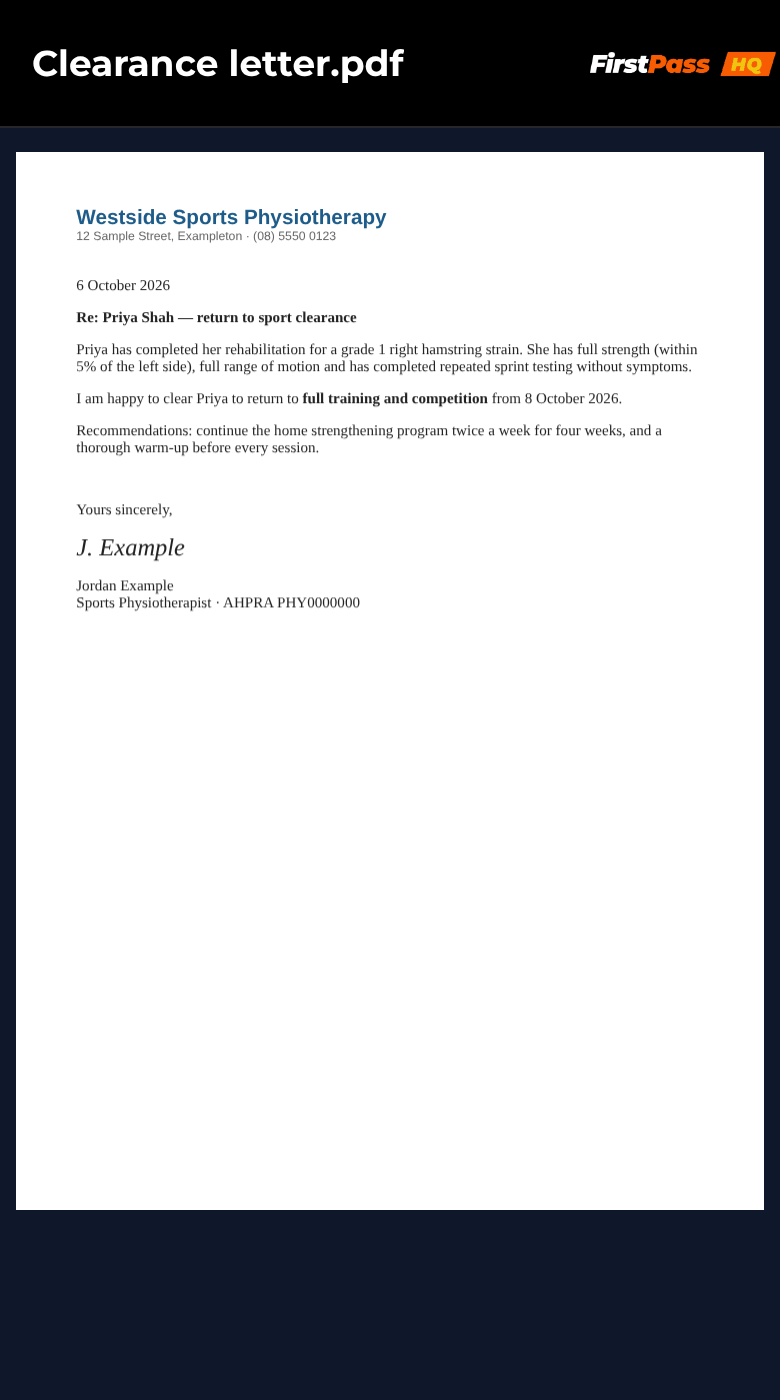 Clearance letter.pdf
FirstPass HQ
Westside Sports Physiotherapy
12 Sample Street, Exampleton · (08) 5550 0123
6 October 2026
Re: Priya Shah — return to sport clearance
Priya has completed her rehabilitation for a grade 1 right hamstring strain. She has full strength (within
5% of the left side), full range of motion and has completed repeated sprint testing without symptoms.
I am happy to clear Priya to return to full training and competition from 8 October 2026.
Recommendations: continue the home strengthening program twice a week for four weeks, and a
thorough warm-up before every session.
Yours sincerely,
J. Example
Jordan Example
Sports Physiotherapist · AHPRA PHY0000000